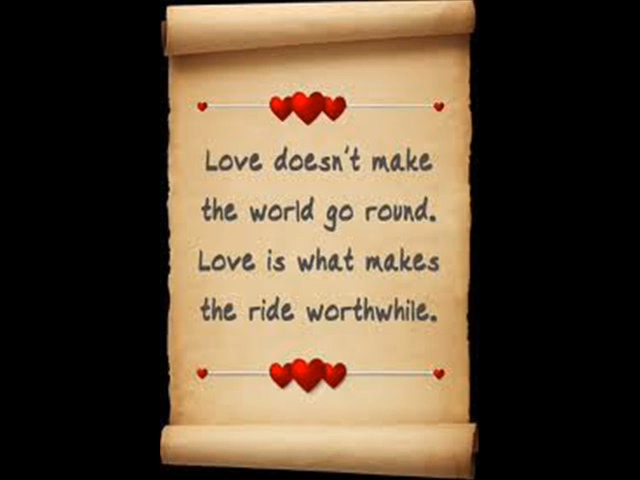 Love doesn't make
the world go round.
Love is what makes
the ride worthwhile.